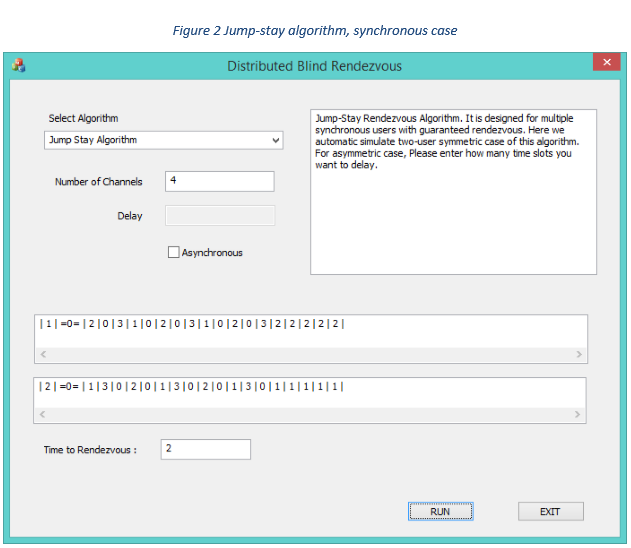 Figure 2 Jump-stay algorithm, synchronous case
Distributed Blind Rendezvous
Select Algorithm
Jump Stay Algorithm
Number of Channels
4
Delay
Asynchronous
Jump-Stay Rendezvous Algorithm. It is designed for multiple
synchronous users with guaranteed rendezvous. Here we
automatic simulate two-user symmetric case of this algorithm.
For asymmetric case, Please enter how many time slots you
want to delay.
| 1 | =0= | 2 | 0 | 3 | 1 | 0 | 2 | 0 | 3 | 1 | 0 | 2 | 0 | 3 | 2 | 2 | 2 | 2 | 2 |
| 2 | =0= | 1 | 3 | 0 | 2 | 0 | 1 | 3 | 0 | 2 | 0 | 1 | 3 | 0 | 1 | 1 | 1 | 1 | 1 |
Time to Rendezvous :
2
RUN
EXIT